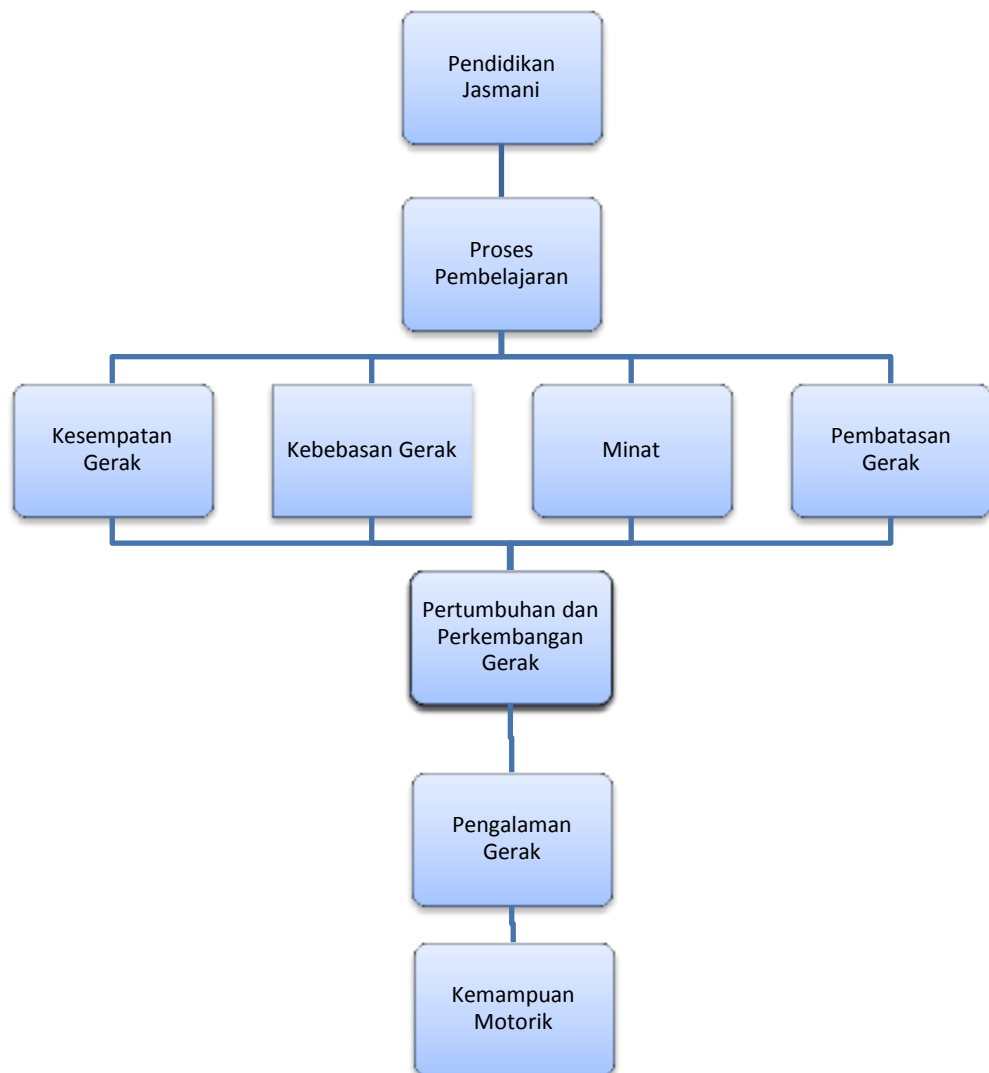 Pendidikan
Jasmani
Proses
Pembelajaran
Kesempatan
Gerak
Kebebasan Gerak
Minat
Pembatasan
Gerak
Pertumbuhan dan
Perkembangan
Gerak
Pengalaman
Gerak
Kemampuan
Motorik